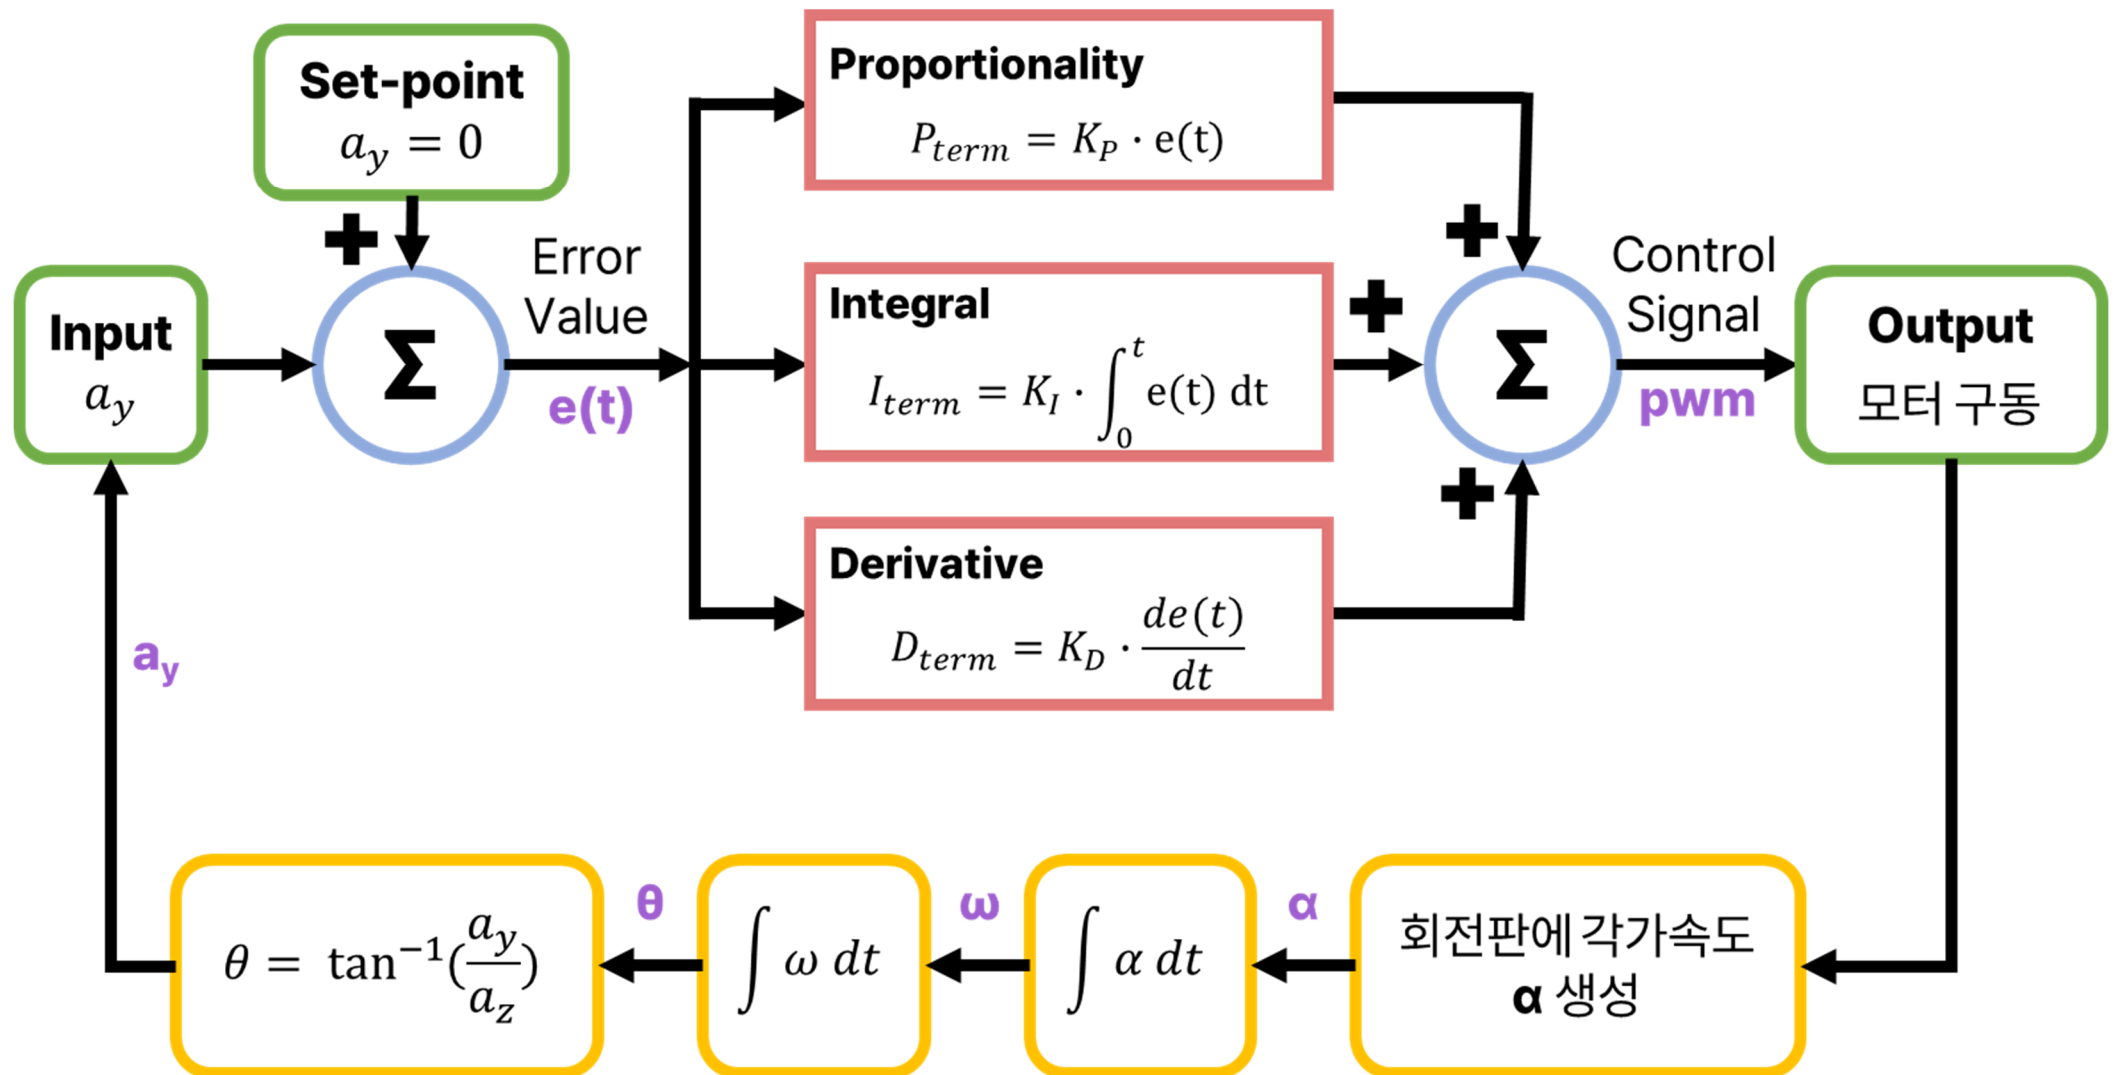 Set-point
a_y = 0
Input
a_y
Σ
Error
Value
e(t)
Proportionality
P_term = K_P · e(t)
Integral
I_term = K_I · ∫_0^t e(t) dt
Derivative
D_term = K_D · de(t)/dt
Σ
Control
Signal
pwm
Output
모터 구동
a_y
θ = tan⁻¹(a_y/a_z)
θ
∫ ω dt
ω
∫ α dt
α
회전판에 각가속도
α 생성